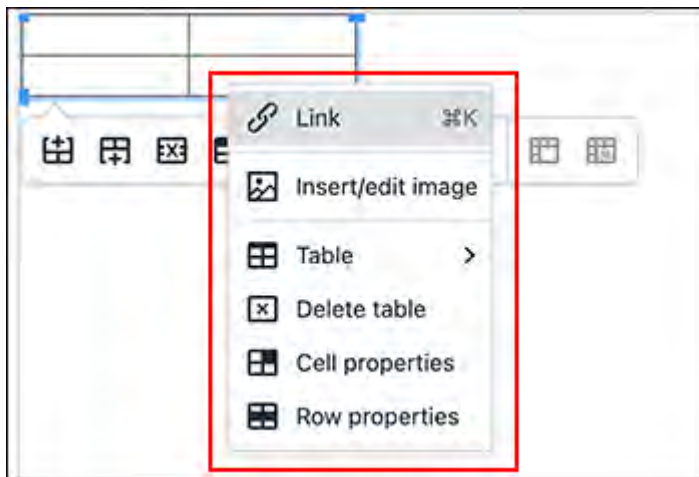 Link ⌘K
Insert/edit image
Table
Delete table
Cell properties
Row properties